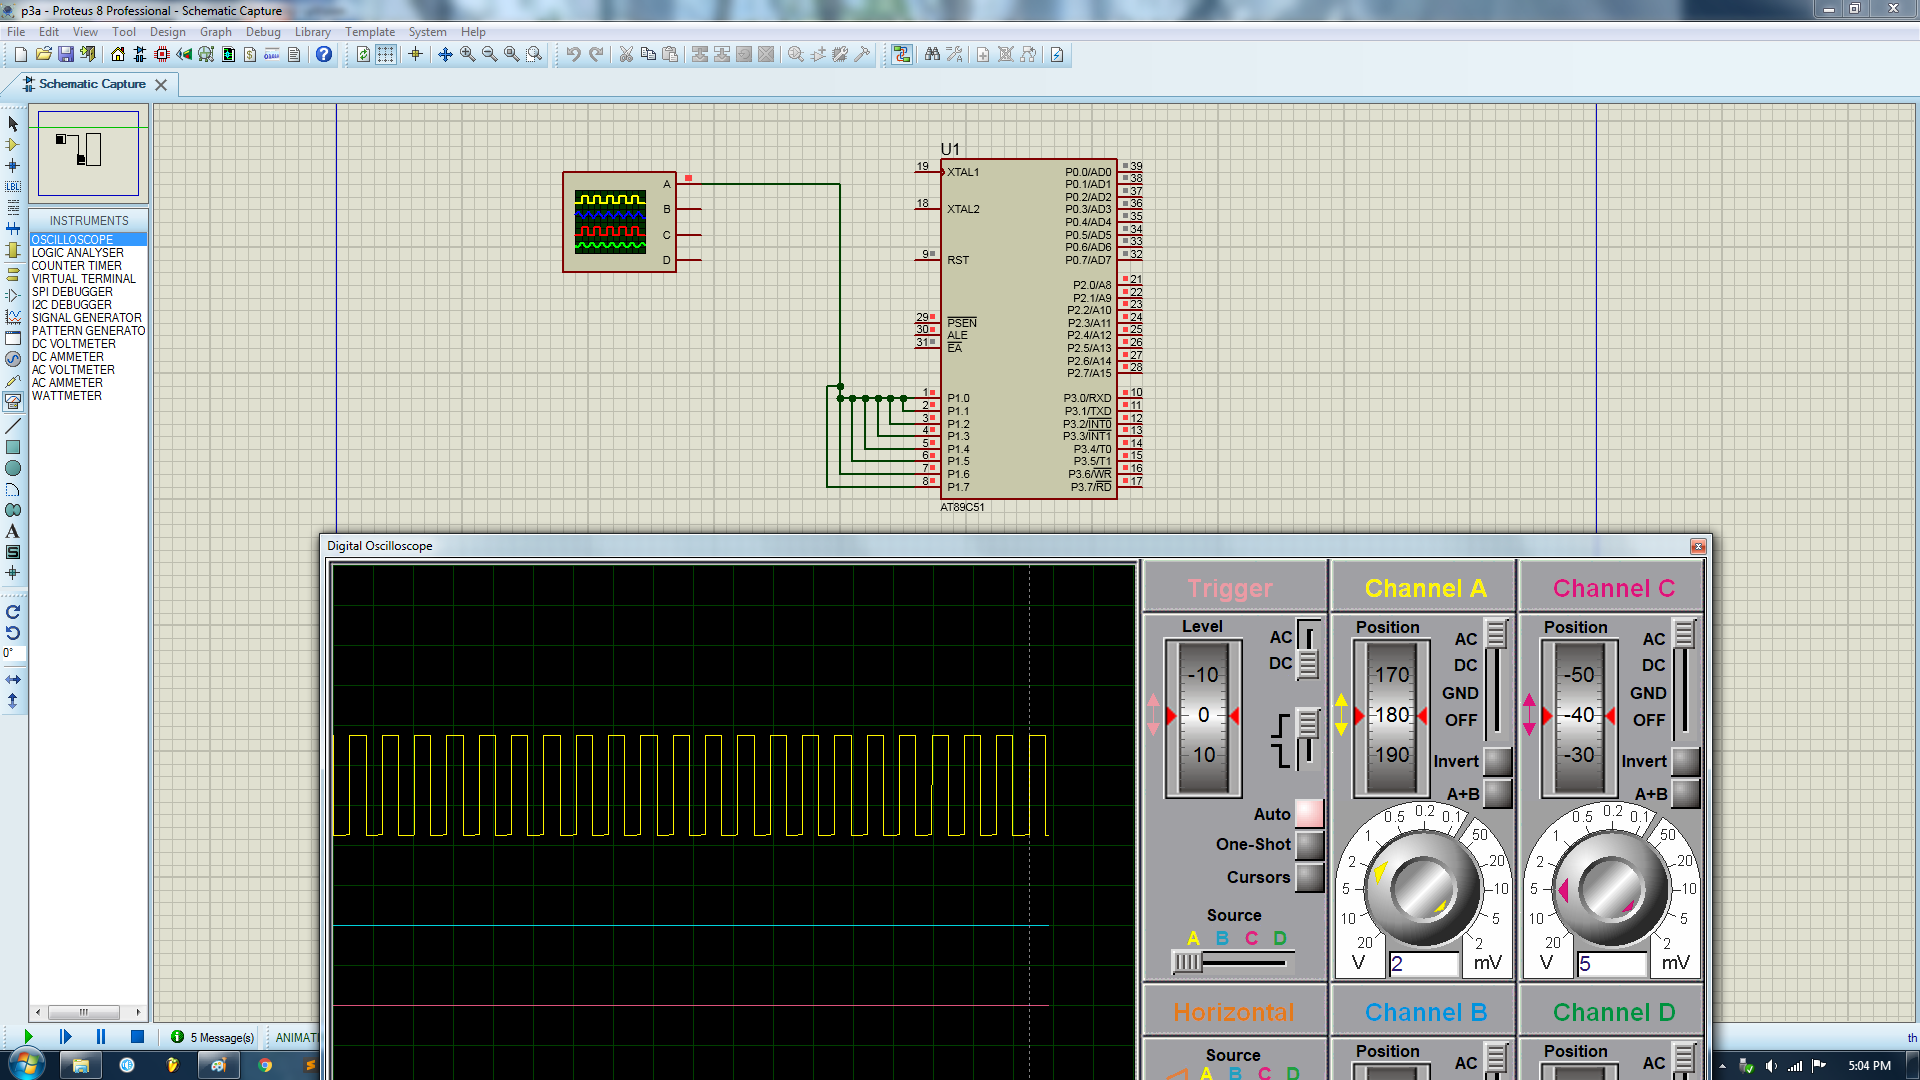 p3a - Proteus 8 Professional - Schematic Capture
File Edit View Tool Design Graph Debug Library Template System Help
Schematic Capture
INSTRUMENTS
OSCILLOSCOPE
LOGIC ANALYSER
COUNTER TIMER
VIRTUAL TERMINAL
SPI DEBUGGER
I2C DEBUGGER
SIGNAL GENERATOR
PATTERN GENERATO
DC VOLTMETER
DC AMMETER
AC VOLTMETER
AC AMMETER
WATTMETER
LBL
A
S
0°
A
B
C
D
U1
19 XTAL1
18 XTAL2
9 RST
29 PSEN
30 ALE
31 EA
1 P1.0
2 P1.1
3 P1.2
4 P1.3
5 P1.4
6 P1.5
7 P1.6
8 P1.7
P0.0/AD0 39
P0.1/AD1 38
P0.2/AD2 37
P0.3/AD3 36
P0.4/AD4 35
P0.5/AD5 34
P0.6/AD6 33
P0.7/AD7 32
P2.0/A8 21
P2.1/A9 22
P2.2/A10 23
P2.3/A11 24
P2.4/A12 25
P2.5/A13 26
P2.6/A14 27
P2.7/A15 28
P3.0/RXD 10
P3.1/TXD 11
P3.2/INT0 12
P3.3/INT1 13
P3.4/T0 14
P3.5/T1 15
P3.6/WR 16
P3.7/RD 17
AT89C51
Digital Oscilloscope
Trigger
Level
-10
0
10
AC
DC
Auto
One-Shot
Cursors
Source
A B C D
Channel A
Position
170
180
190
AC
DC
GND
OFF
Invert
A+B
20 10 5 2 1 0.5 0.2 0.1 50 20 10 5 2
V 2 mV
Channel C
Position
-50
-40
-30
AC
DC
GND
OFF
Invert
A+B
20 10 5 2 1 0.5 0.2 0.1 50 20 10 5 2
V 5 mV
Horizontal
Source
A B C D
Channel B
Position
AC
Channel D
Position
AC
5 Message(s)
ANIMATI
th
5:04 PM